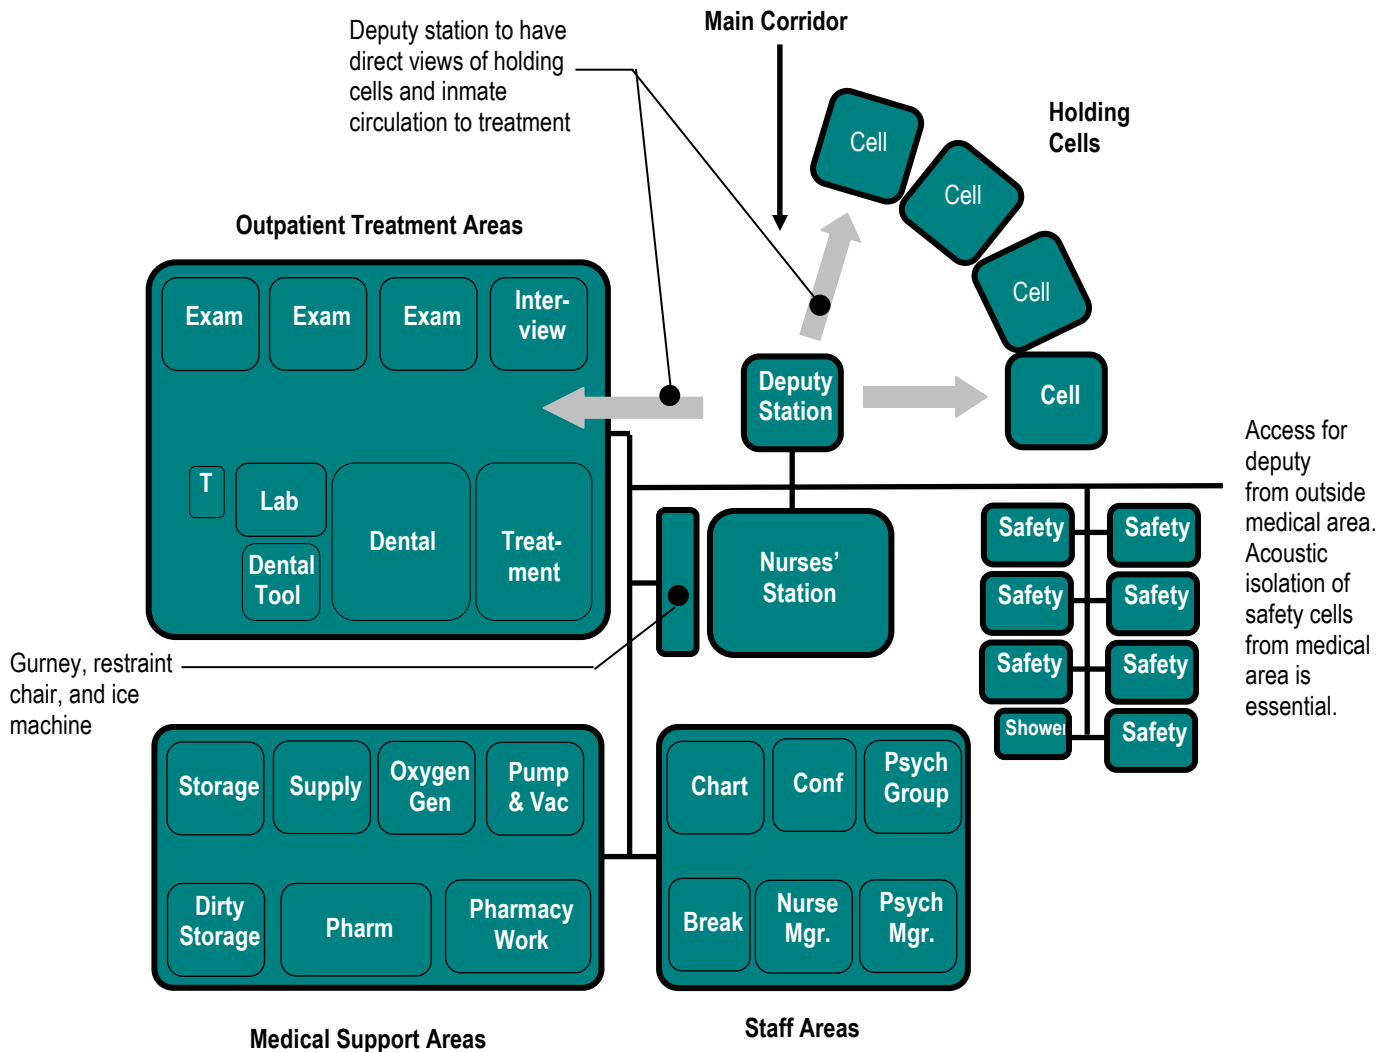 Main Corridor
Deputy station to have
direct views of holding
cells and inmate
circulation to treatment
Holding
Cells
Cell
Cell
Cell
Cell
Outpatient Treatment Areas
Exam
Exam
Exam
Inter-
view
Deputy
Station
T
Lab
Dental
Tool
Dental
Treat-
ment
Nurses'
Station
Access for
deputy
from outside
medical area.
Acoustic
isolation of
safety cells
from medical
area is
essential.
Safety
Safety
Safety
Safety
Safety
Safety
Shower
Safety
Gurney, restraint
chair, and ice
machine
Storage
Supply
Oxygen
Gen
Pump
& Vac
Dirty
Storage
Pharm
Pharmacy
Work
Chart
Conf
Psych
Group
Break
Nurse
Mgr.
Psych
Mgr.
Medical Support Areas
Staff Areas